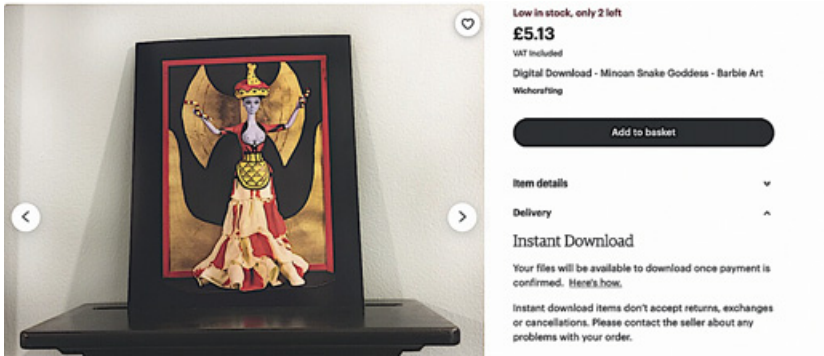 Low in stock, only 2 left
£5.13
VAT Included
Digital Download - Minoan Snake Goddess - Barbie Art
Wichcrafting
Add to basket
Item details
Delivery
Instant Download
Your files will be available to download once payment is
confirmed. Here's how.
Instant download items don't accept returns, exchanges
or cancellations. Please contact the seller about any
problems with your order.